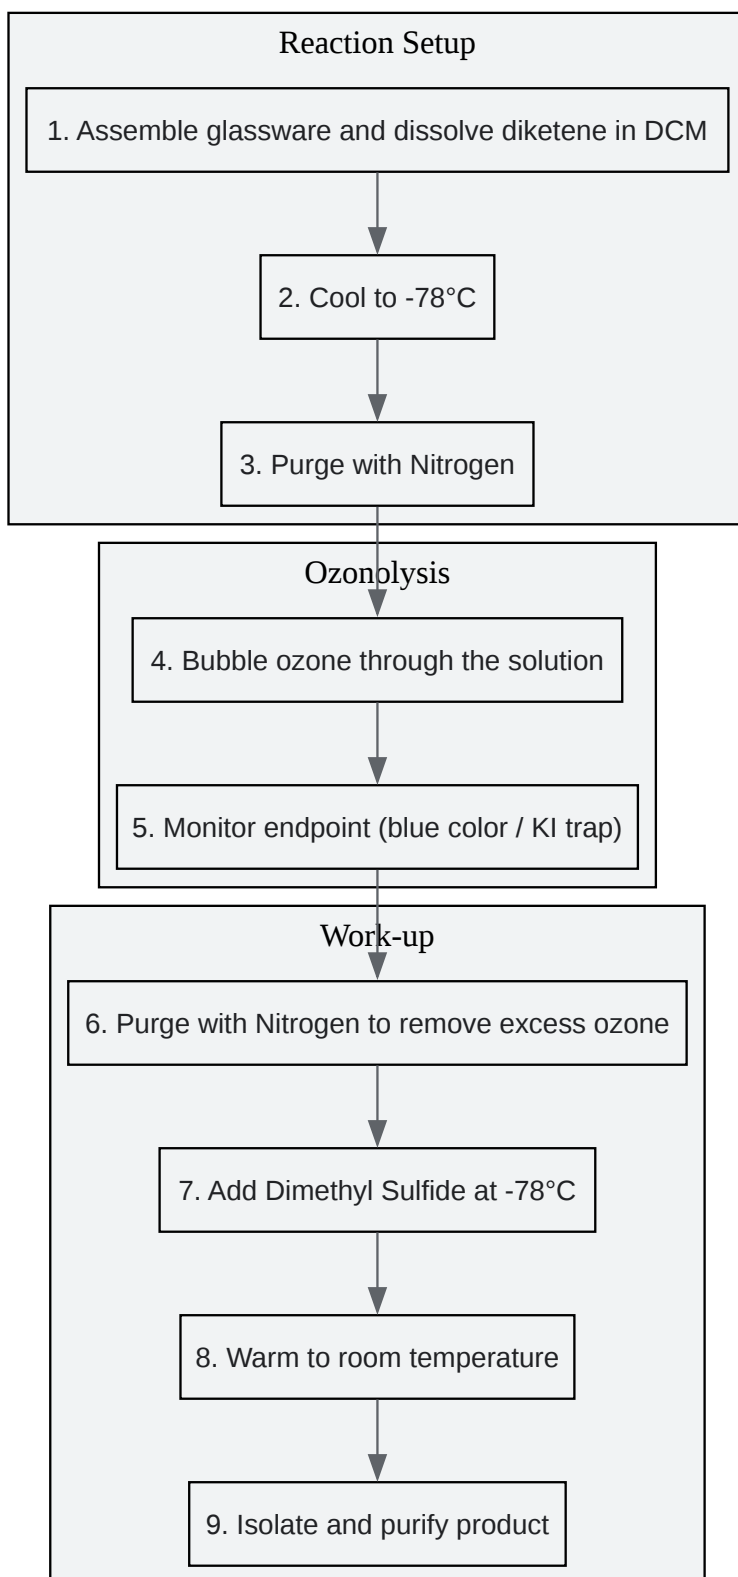 Reaction Setup
1. Assemble glassware and dissolve diketene in DCM
2. Cool to -78°C
3. Purge with Nitrogen
Ozonolysis
4. Bubble ozone through the solution
5. Monitor endpoint (blue color / KI trap)
Work-up
6. Purge with Nitrogen to remove excess ozone
7. Add Dimethyl Sulfide at -78°C
8. Warm to room temperature
9. Isolate and purify product